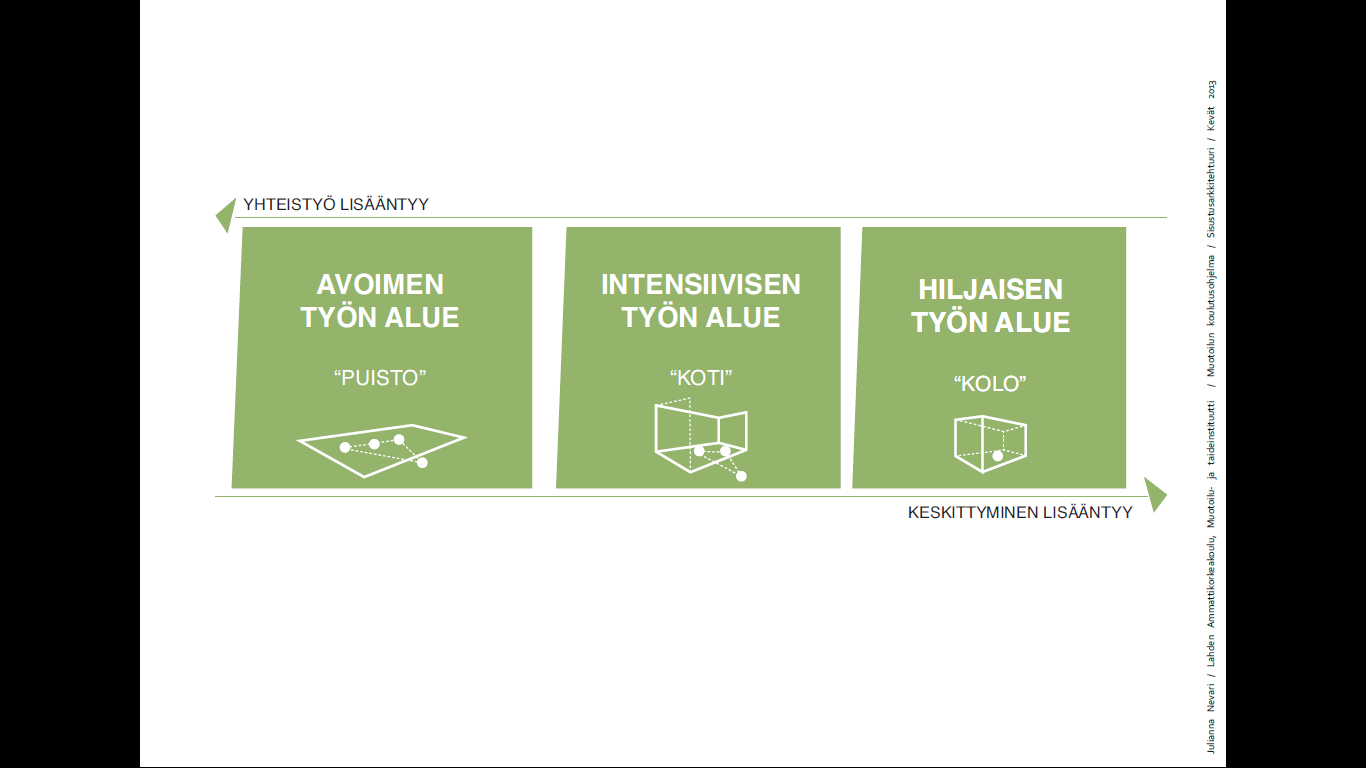 YHTEISTYÖ LISÄÄNTYY
AVOIMEN
TYÖN ALUE
“PUISTO”
INTENSIIVISEN
TYÖN ALUE
“KOTI”
HILJAISEN
TYÖN ALUE
“KOLO”
KESKITTYMINEN LISÄÄNTYY
Julianna Nevari / Lahden Ammattikorkeakoulu, Muotoilu- ja taideinstituutti / Muotoilun koulutusohjelma / Sisustusarkkitehtuuri / Kevät 2013